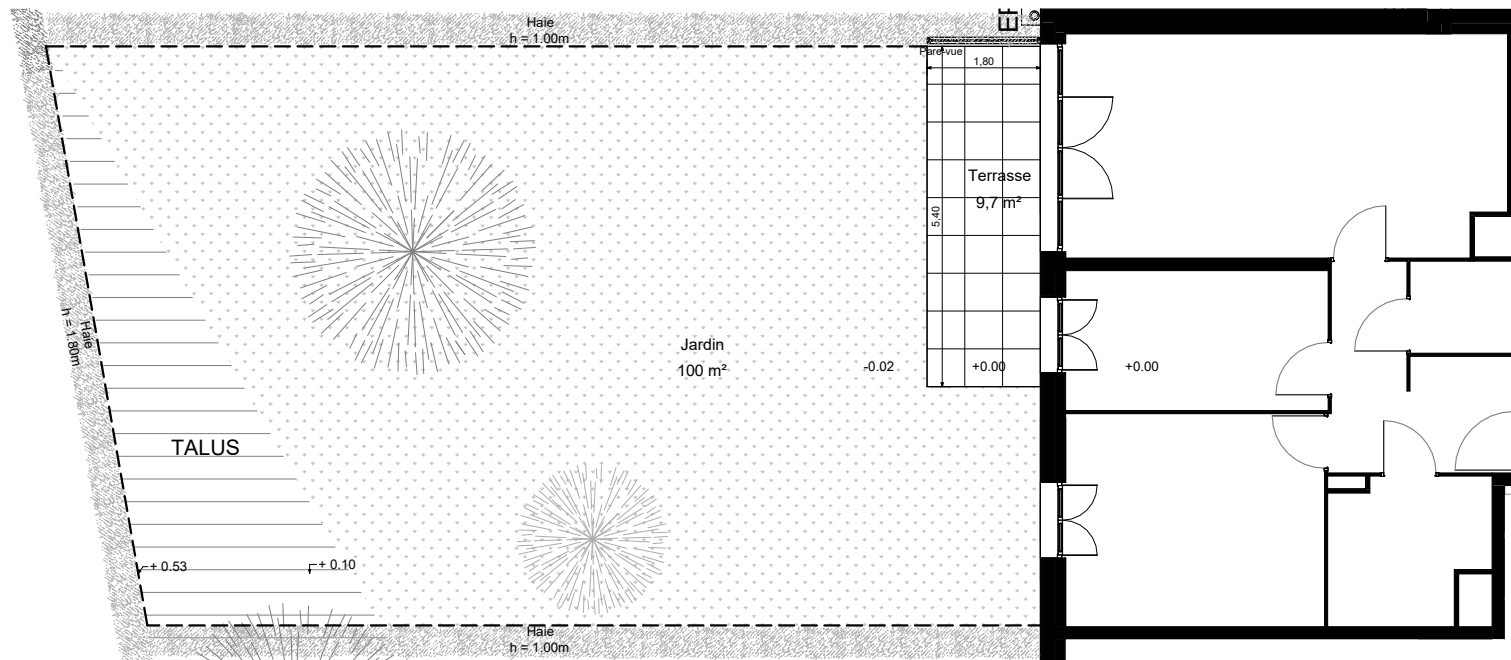 Haie
h = 1.00m
EP
Pare-vue
1,80
Terrasse
9,7 m²
5,40
Haie
h = 1.80m
Jardin
100 m²
-0.02
+0.00
+0.00
TALUS
+ 0.53
+ 0.10
Haie
h = 1.00m